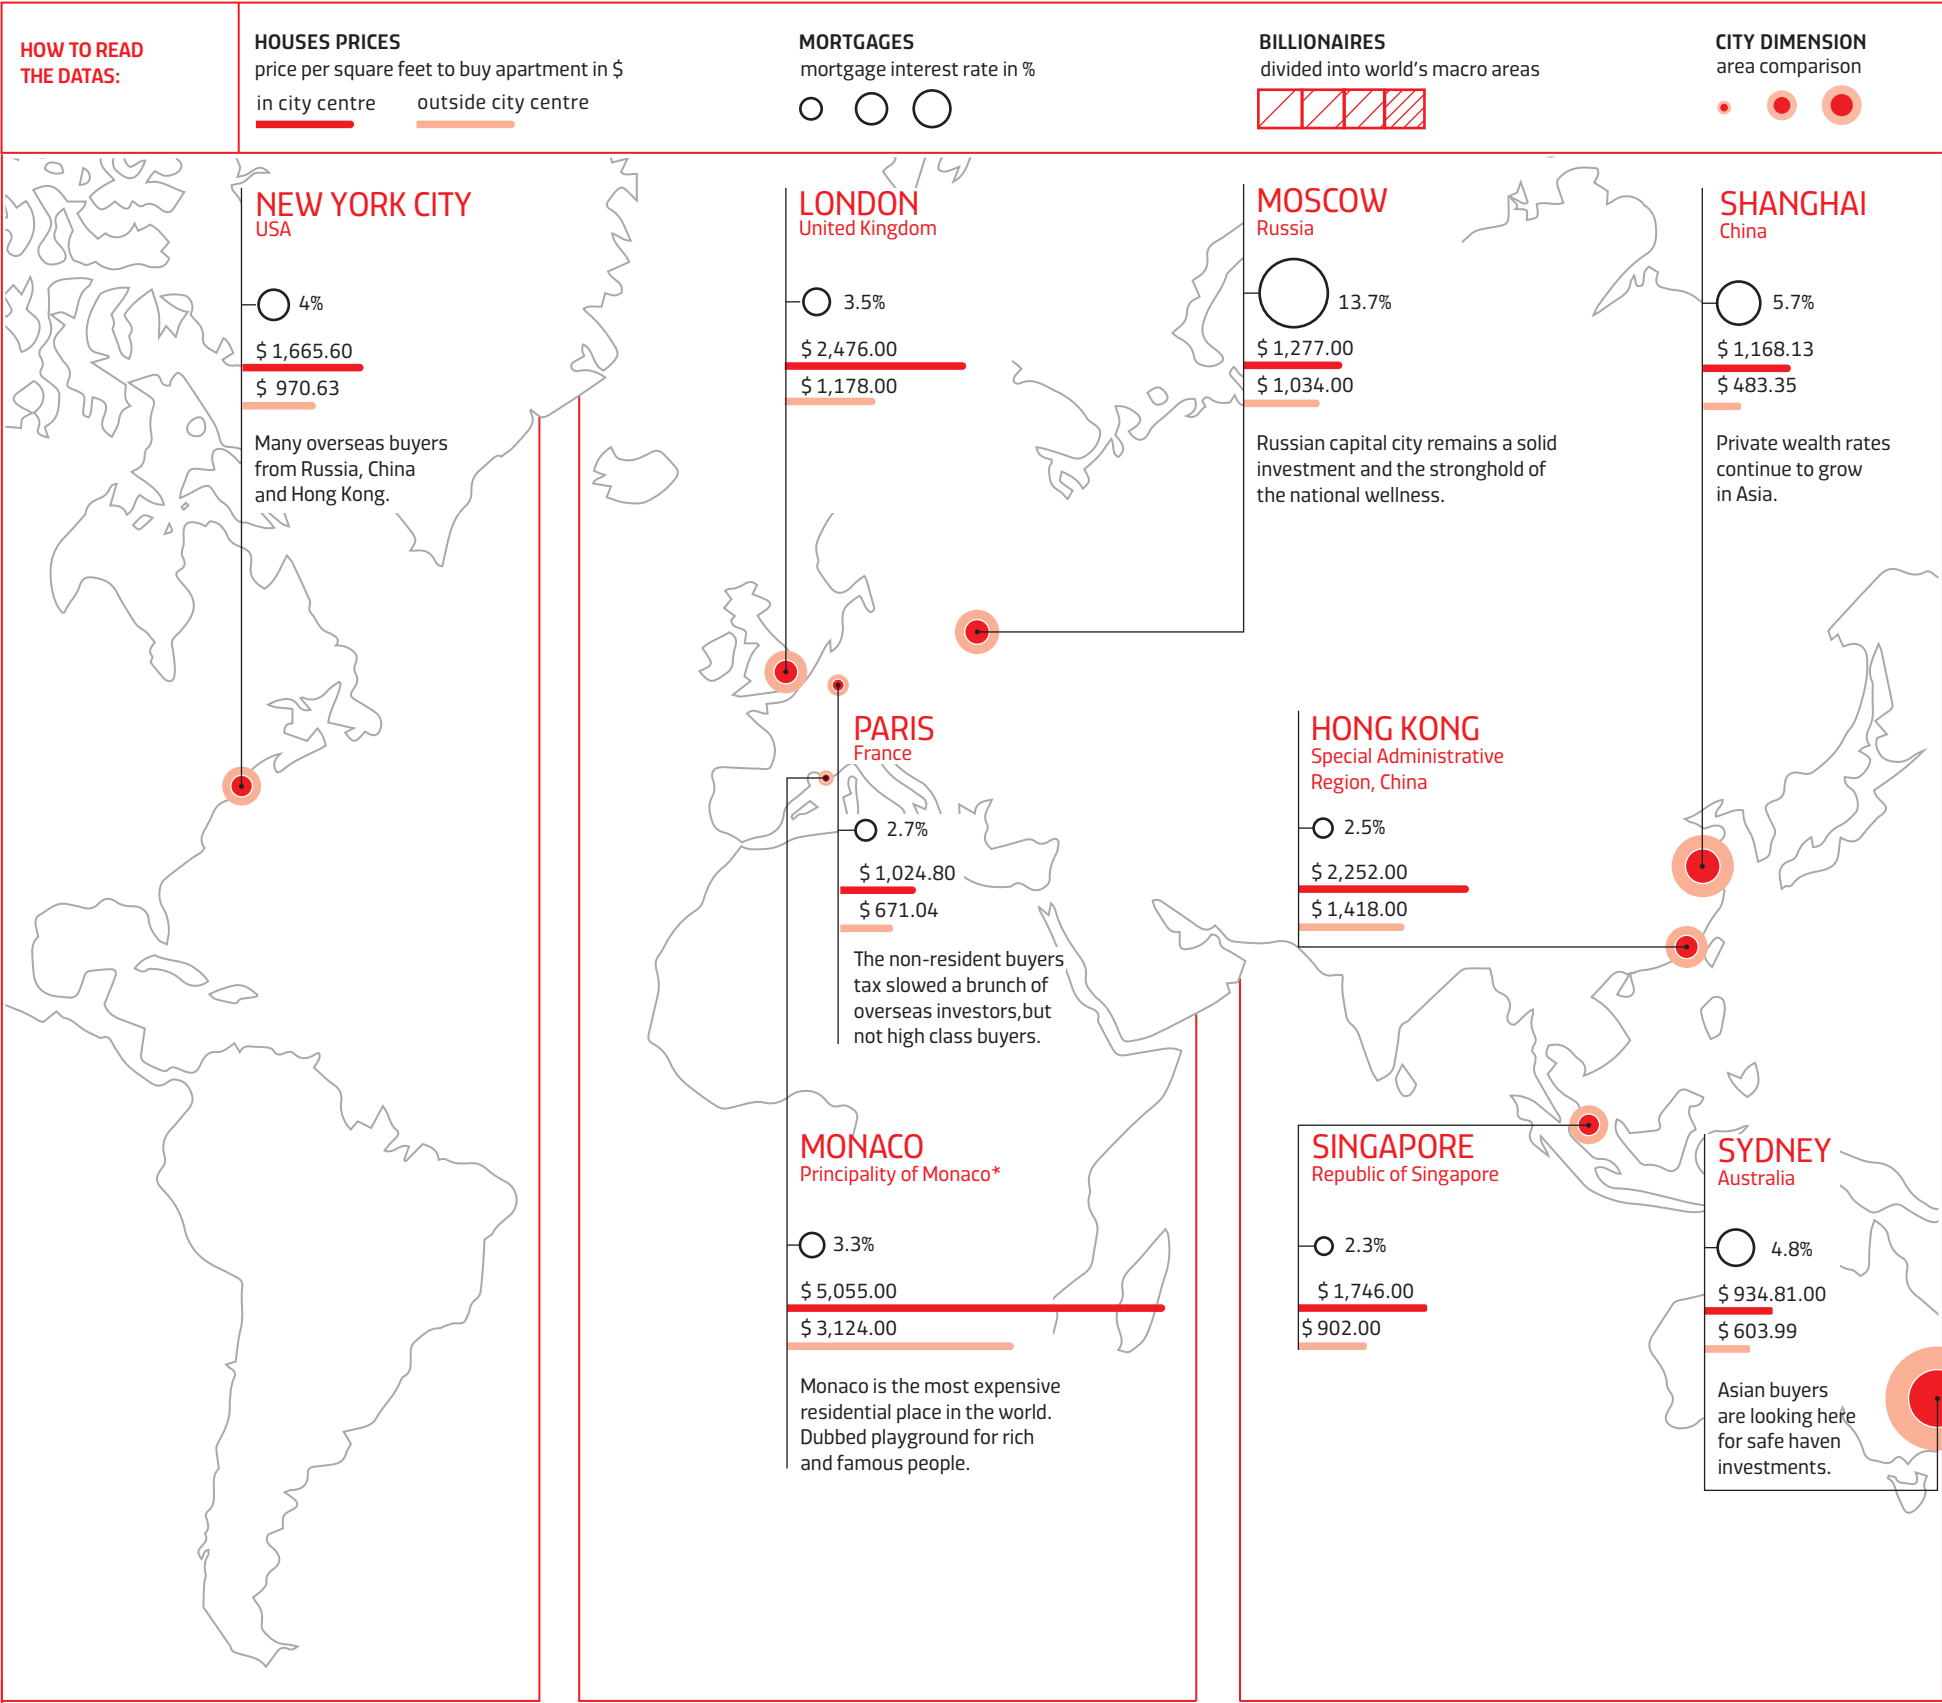 HOW TO READ
THE DATAS:
HOUSES PRICES
price per square feet to buy apartment in $
in city centre
outside city centre
MORTGAGES
mortgage interest rate in %
BILLIONAIRES
divided into world's macro areas
CITY DIMENSION
area comparison
NEW YORK CITY
USA
4%
$ 1,665.60
$ 970.63
Many overseas buyers
from Russia, China
and Hong Kong.
LONDON
United Kingdom
3.5%
$ 2,476.00
$ 1,178.00
MOSCOW
Russia
13.7%
$ 1,277.00
$ 1,034.00
Russian capital city remains a solid
investment and the stronghold of
the national wellness.
SHANGHAI
China
5.7%
$ 1,168.13
$ 483.35
Private wealth rates
continue to grow
in Asia.
PARIS
France
2.7%
$ 1,024.80
$ 671.04
The non-resident buyers
tax slowed a brunch of
overseas investors,but
not high class buyers.
HONG KONG
Special Administrative
Region, China
2.5%
$ 2,252.00
$ 1,418.00
MONACO
Principality of Monaco*
3.3%
$ 5,055.00
$ 3,124.00
Monaco is the most expensive
residential place in the world.
Dubbed playground for rich
and famous people.
SINGAPORE
Republic of Singapore
2.3%
$ 1,746.00
$ 902.00
SYDNEY
Australia
4.8%
$ 934.81.00
$ 603.99
Asian buyers
are looking here
for safe haven
investments.